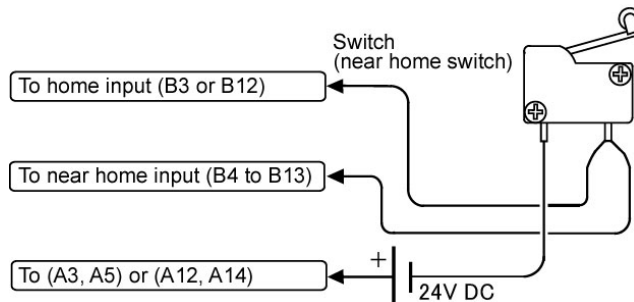 Switch
(near home switch)
To home input (B3 or B12)
To near home input (B4 to B13)
To (A3, A5) or (A12, A14)
+
24V DC